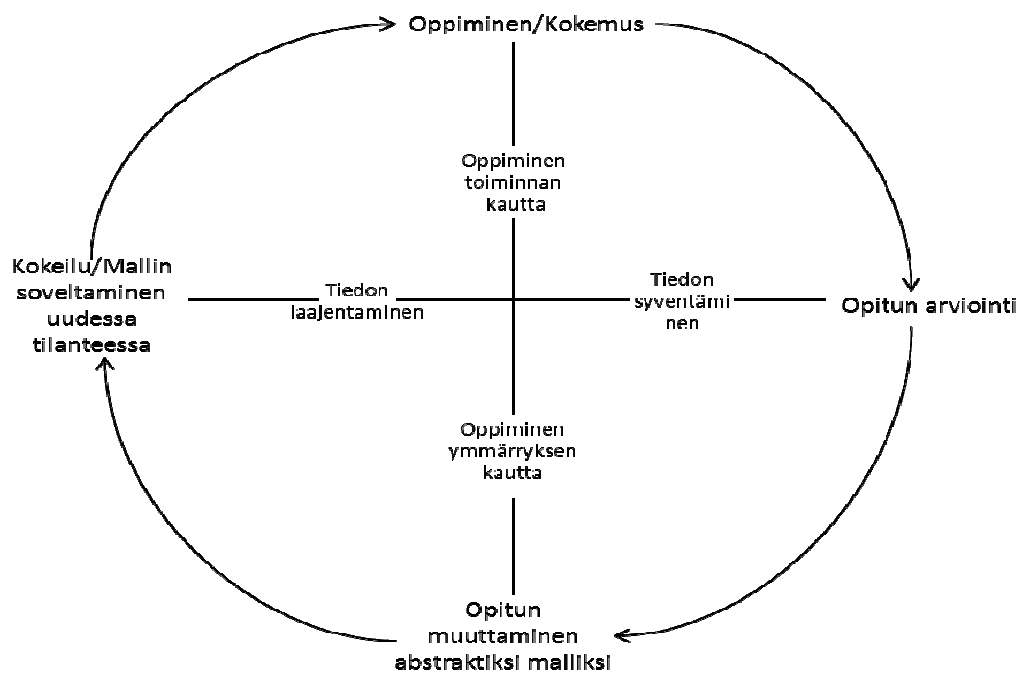 Oppiminen/Kokemus
Oppiminen
toiminnan
kautta
Kokeilu/Mallin
soveltaminen
uudessa
tilanteessa
Tiedon
laajentaminen
Tiedon
syventämi
nen
Opitun arviointi
Oppiminen
ymmärryksen
kautta
Opitun
muuttaminen
abstraktiksi malliksi